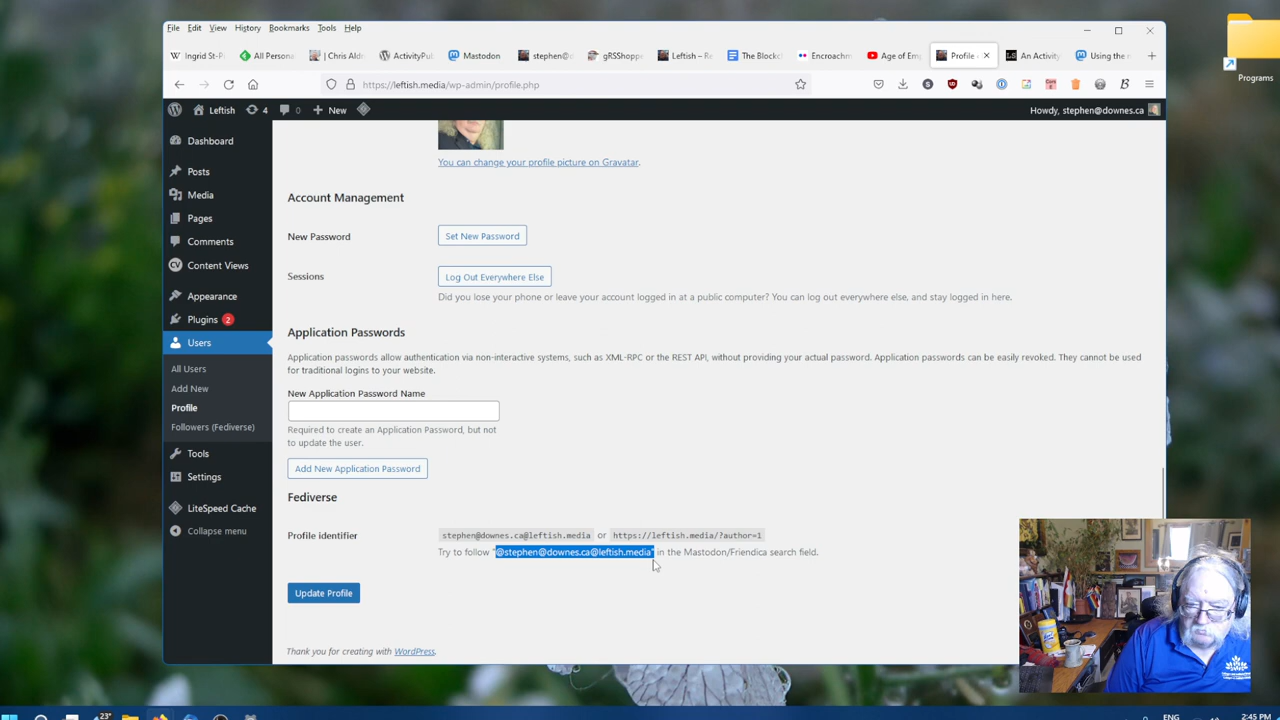 File Edit View History Bookmarks Tools Help
Ingrid St-Pi All Persona | Chris Aldr ActivityPub Mastodon stephen@d gRSShoppe Leftish – Re The Blockch Encroachm Age of Emp Profile ‹ An Activity Using the n
https://leftish.media/wp-admin/profile.php
Leftish 4 0 New Howdy, stephen@downes.ca
Programs
Dashboard
Posts
Media
Pages
Comments
Content Views
Appearance
Plugins 2
Users
All Users
Add New
Profile
Followers (Fediverse)
Tools
Settings
LiteSpeed Cache
Collapse menu
You can change your profile picture on Gravatar.
Account Management
New Password Set New Password
Sessions Log Out Everywhere Else
Did you lose your phone or leave your account logged in at a public computer? You can log out everywhere else, and stay logged in here.
Application Passwords
Application passwords allow authentication via non-interactive systems, such as XML-RPC or the REST API, without providing your actual password. Application passwords can be easily revoked. They cannot be used
for traditional logins to your website.
New Application Password Name
Required to create an Application Password, but not
to update the user.
Add New Application Password
Fediverse
Profile identifier stephen@downes.ca@leftish.media or https://leftish.media/?author=1
Try to follow "@stephen@downes.ca@leftish.media" in the Mastodon/Friendica search field.
Update Profile
Thank you for creating with WordPress.
23°
ENG
2:45 PM